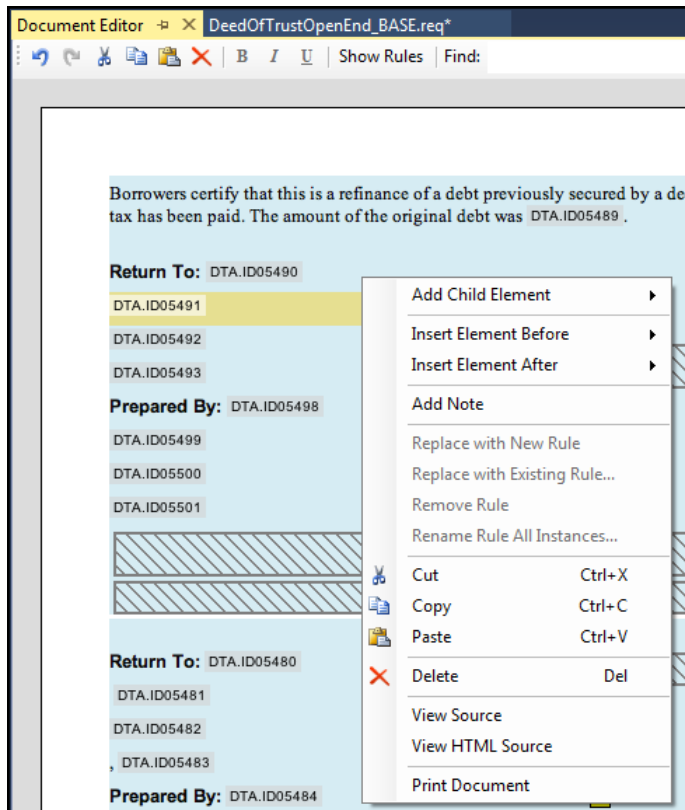 Document Editor DeedOfTrustOpenEnd_BASE.req*
B I U Show Rules Find:
Borrowers certify that this is a refinance of a debt previously secured by a de
tax has been paid. The amount of the original debt was DTA.ID05489 .
Return To: DTA.ID05490
DTA.ID05491
DTA.ID05492
DTA.ID05493
Prepared By: DTA.ID05498
DTA.ID05499
DTA.ID05500
DTA.ID05501
Return To: DTA.ID05480
DTA.ID05481
DTA.ID05482
, DTA.ID05483
Prepared By: DTA.ID05484
Add Child Element
Insert Element Before
Insert Element After
Add Note
Replace with New Rule
Replace with Existing Rule...
Remove Rule
Rename Rule All Instances...
Cut Ctrl+X
Copy Ctrl+C
Paste Ctrl+V
Delete Del
View Source
View HTML Source
Print Document